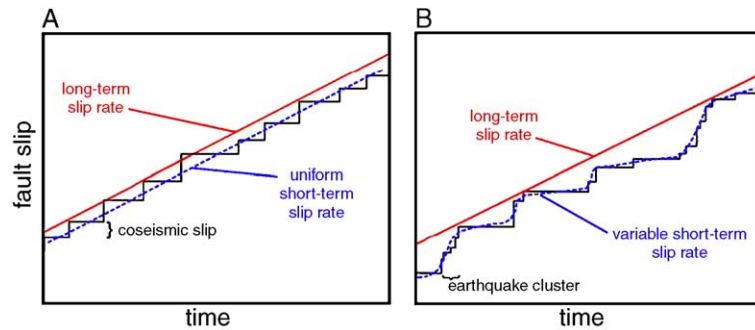 A
long-term
slip rate
fault slip
uniform
short-term
slip rate
} coseismic slip
time
B
long-term
slip rate
variable short-term
slip rate
earthquake cluster
time